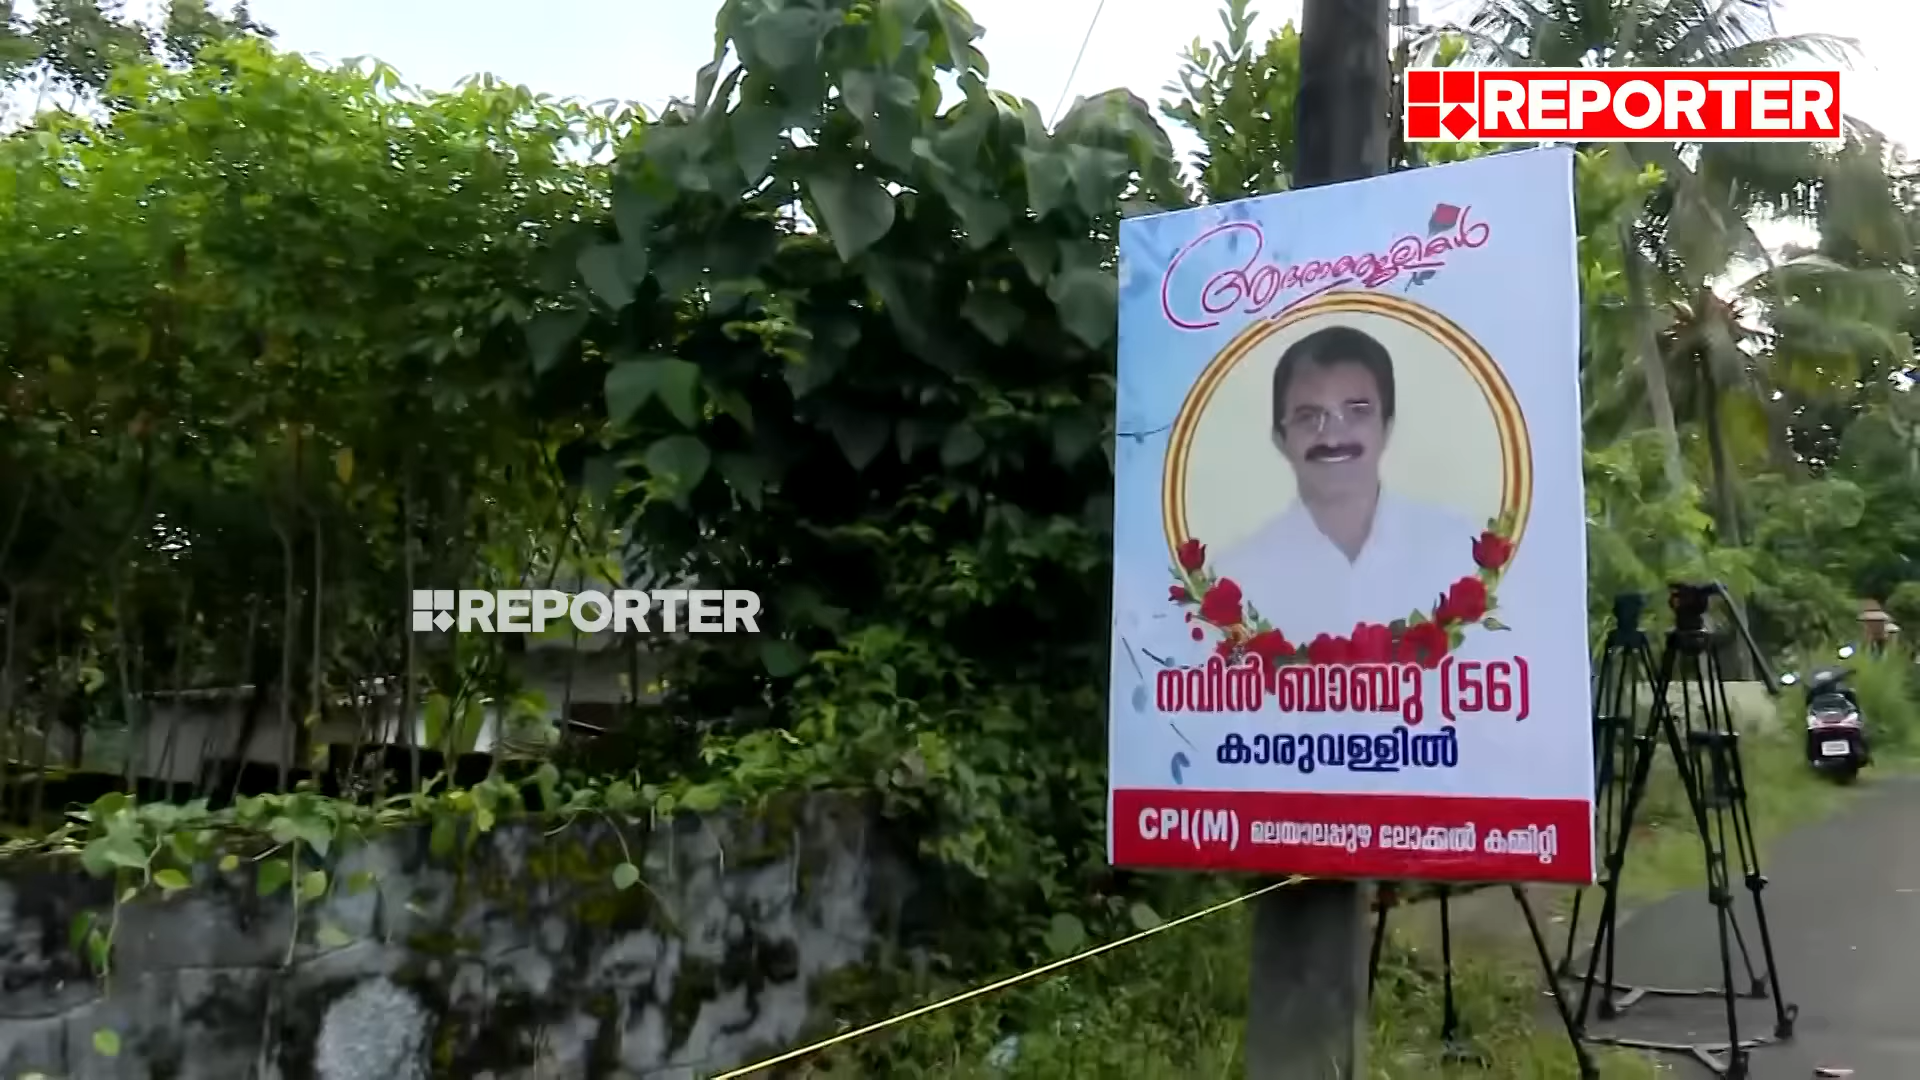 REPORTER
ആദരാഞ്ജലികൾ
REPORTER
നവീൻ ബാബു (56)
കാരുവള്ളിൽ
CPI(M) മലയാലപ്പുഴ ലോക്കൽ കമ്മിറ്റി